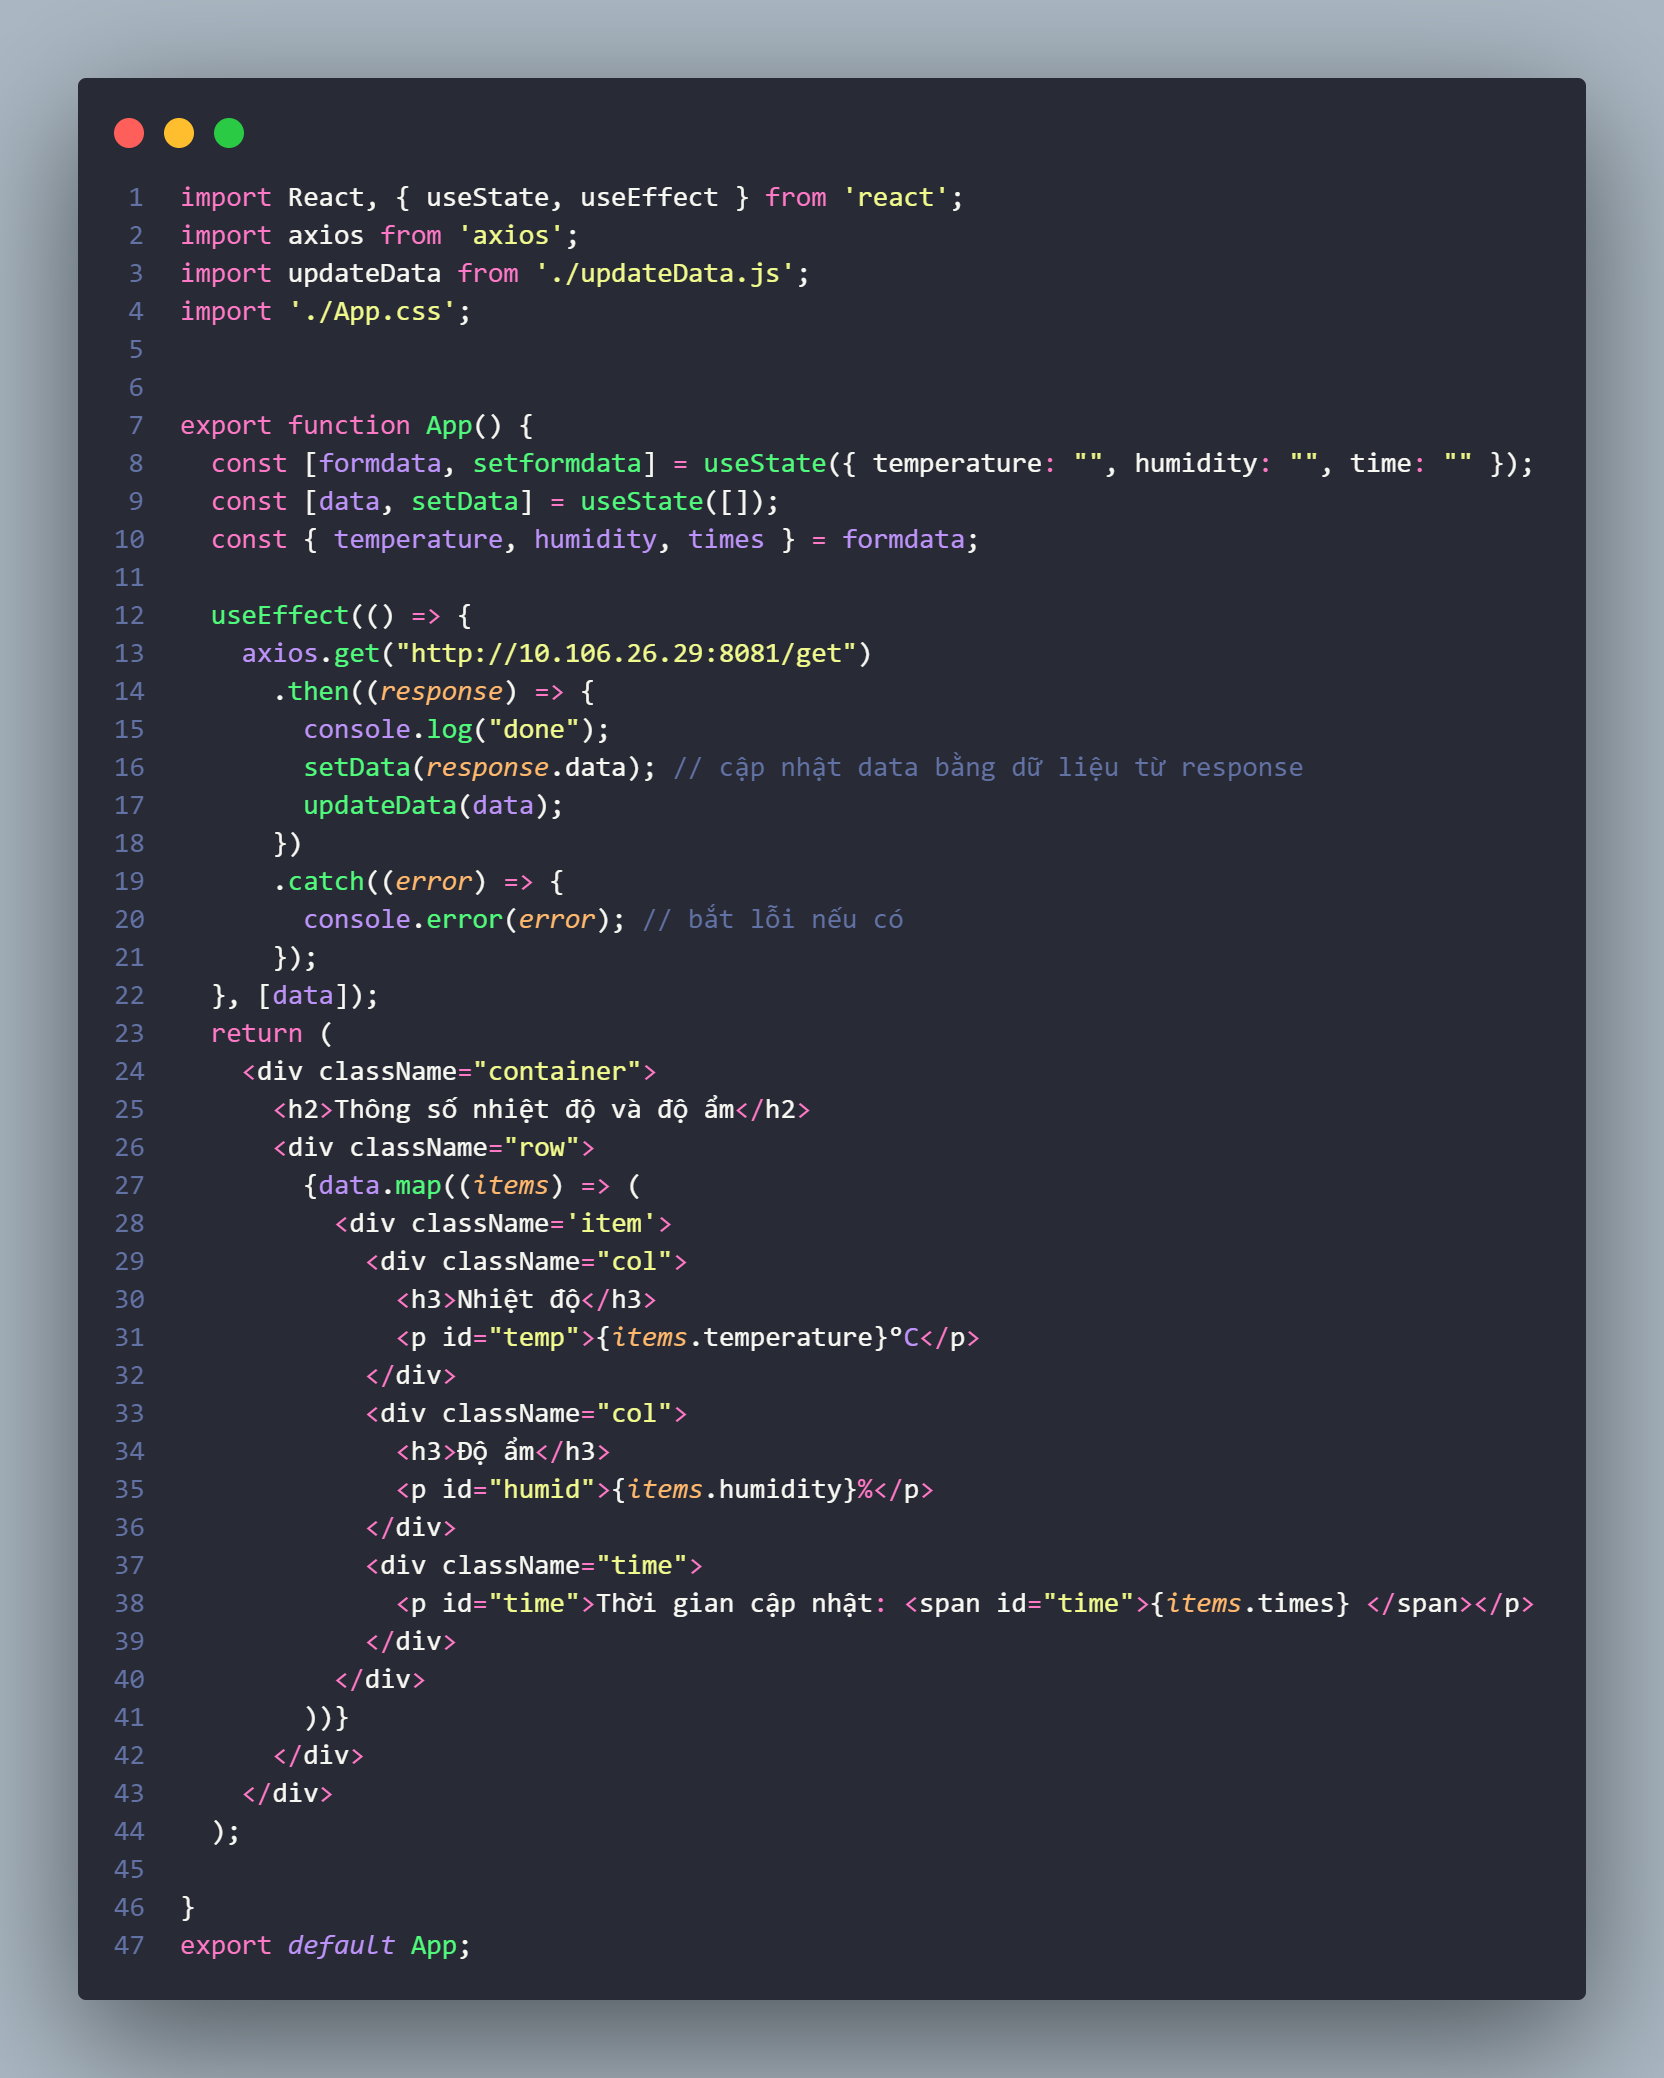 1 import React, { useState, useEffect } from 'react';
2 import axios from 'axios';
3 import updateData from './updateData.js';
4 import './App.css';
5
6
7 export function App() {
8   const [formdata, setformdata] = useState({ temperature: "", humidity: "", time: "" });
9   const [data, setData] = useState([]);
10   const { temperature, humidity, times } = formdata;
11
12   useEffect(() => {
13     axios.get("http://10.106.26.29:8081/get")
14       .then((response) => {
15         console.log("done");
16         setData(response.data); // cập nhật data bằng dữ liệu từ response
17         updateData(data);
18       })
19       .catch((error) => {
20         console.error(error); // bắt lỗi nếu có
21       });
22   }, [data]);
23   return (
24     <div className="container">
25       <h2>Thông số nhiệt độ và độ ẩm</h2>
26       <div className="row">
27         {data.map((items) => (
28           <div className='item'>
29             <div className="col">
30               <h3>Nhiệt độ</h3>
31               <p id="temp">{items.temperature}°C</p>
32             </div>
33             <div className="col">
34               <h3>Độ ẩm</h3>
35               <p id="humid">{items.humidity}%</p>
36             </div>
37             <div className="time">
38               <p id="time">Thời gian cập nhật: <span id="time">{items.times} </span></p>
39             </div>
40           </div>
41         ))}
42       </div>
43     </div>
44   );
45
46 }
47 export default App;